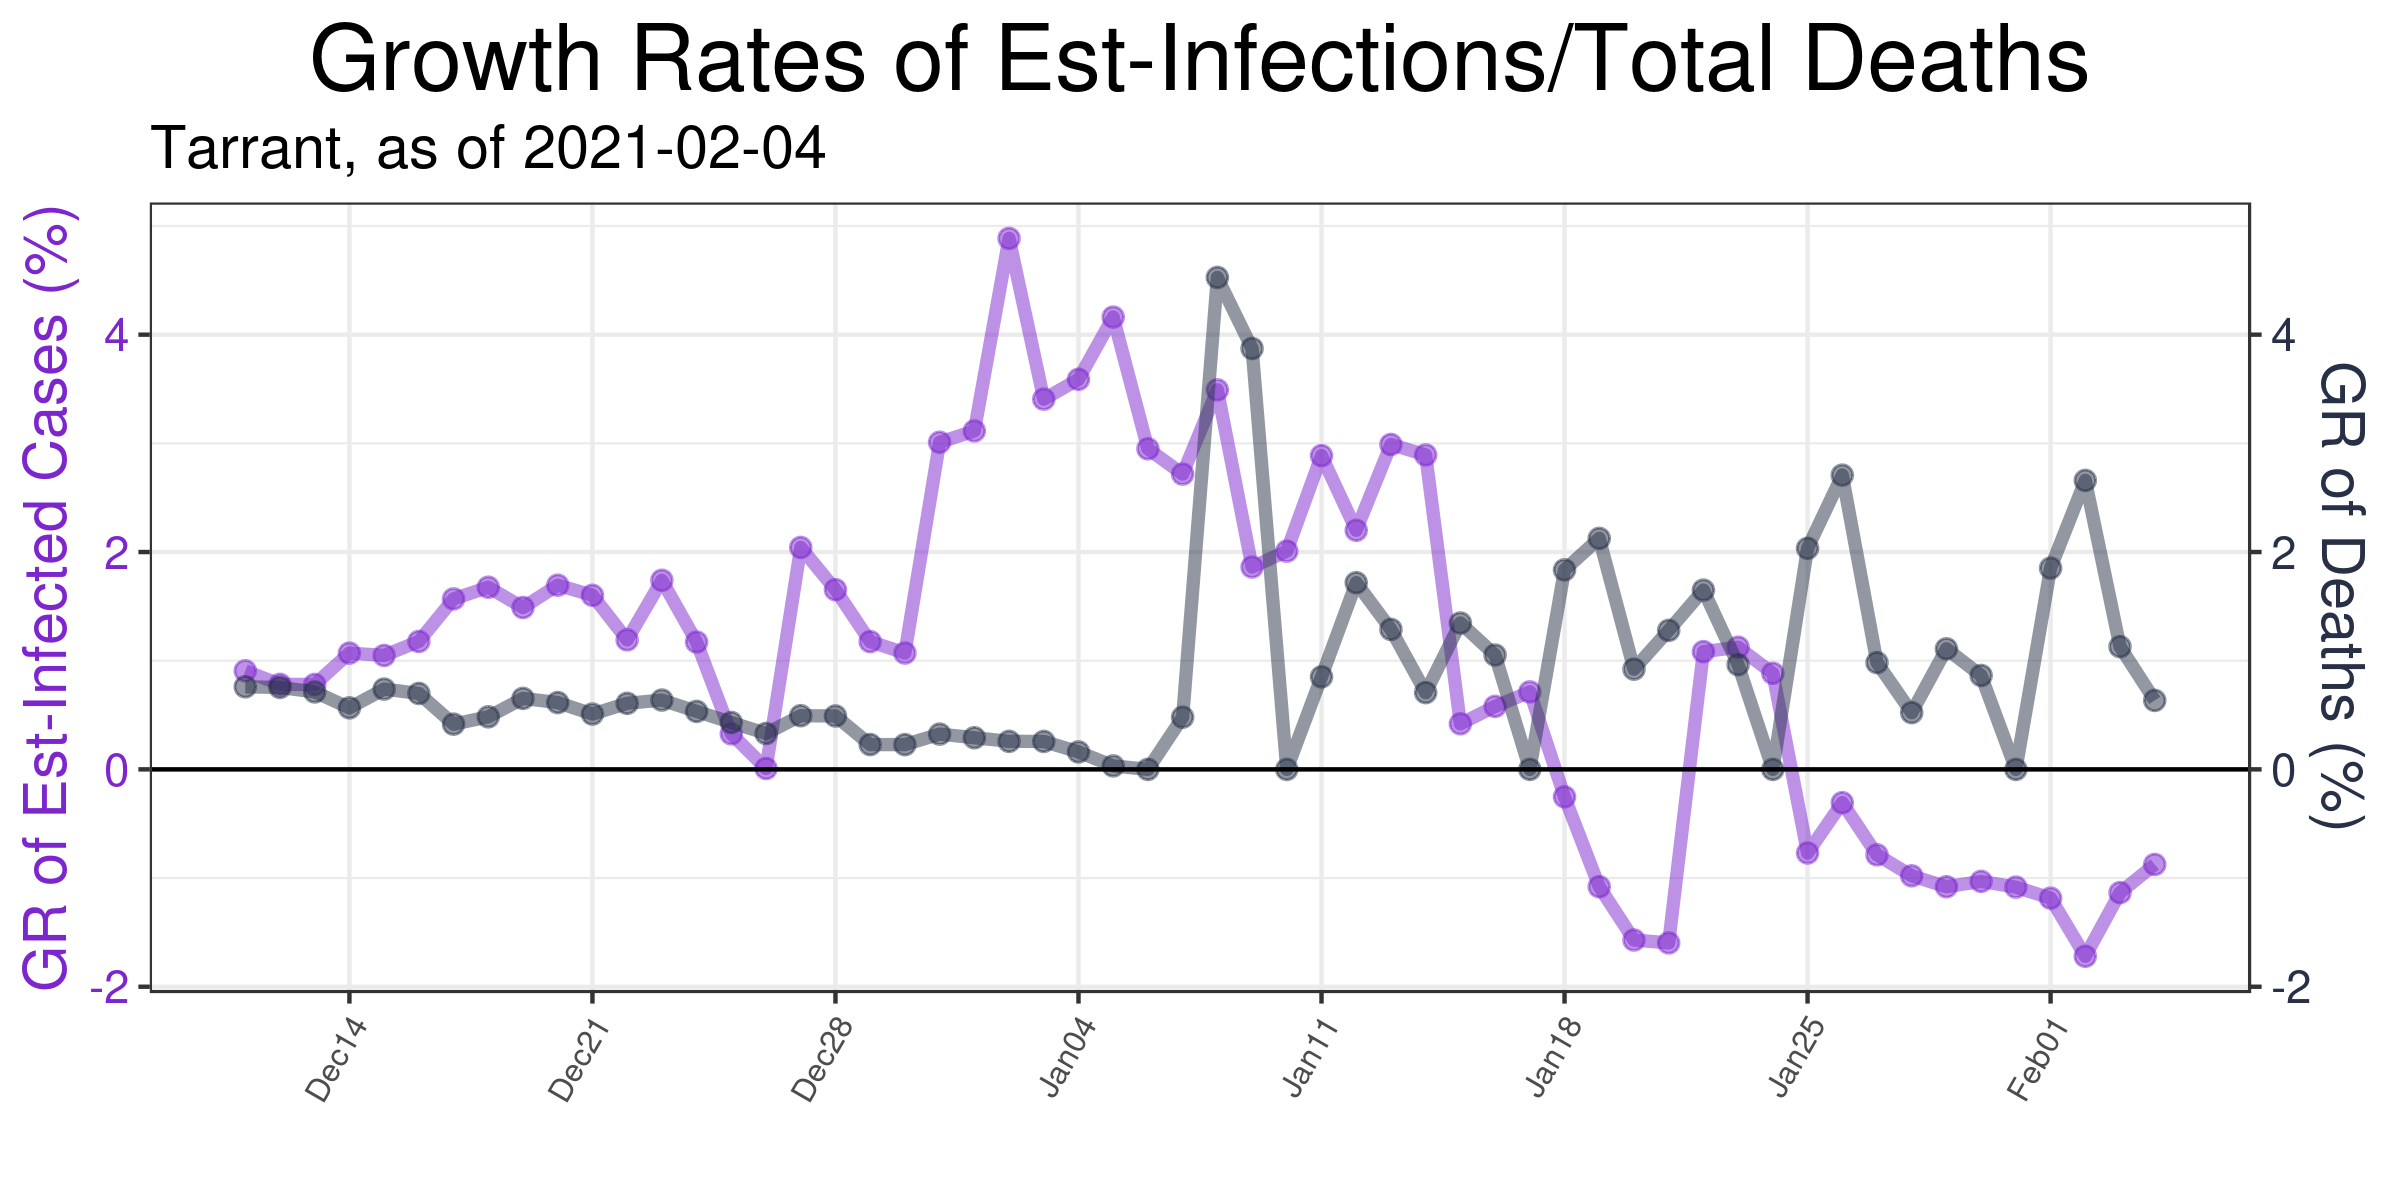 Growth Rates of Est-Infections/Total Deaths
Tarrant, as of 2021-02-04
GR of Est-Infected Cases (%)
4
2
0
-2
4
2
0
-2
GR of Deaths (%)
Dec14
Dec21
Dec28
Jan04
Jan11
Jan18
Jan25
Feb01